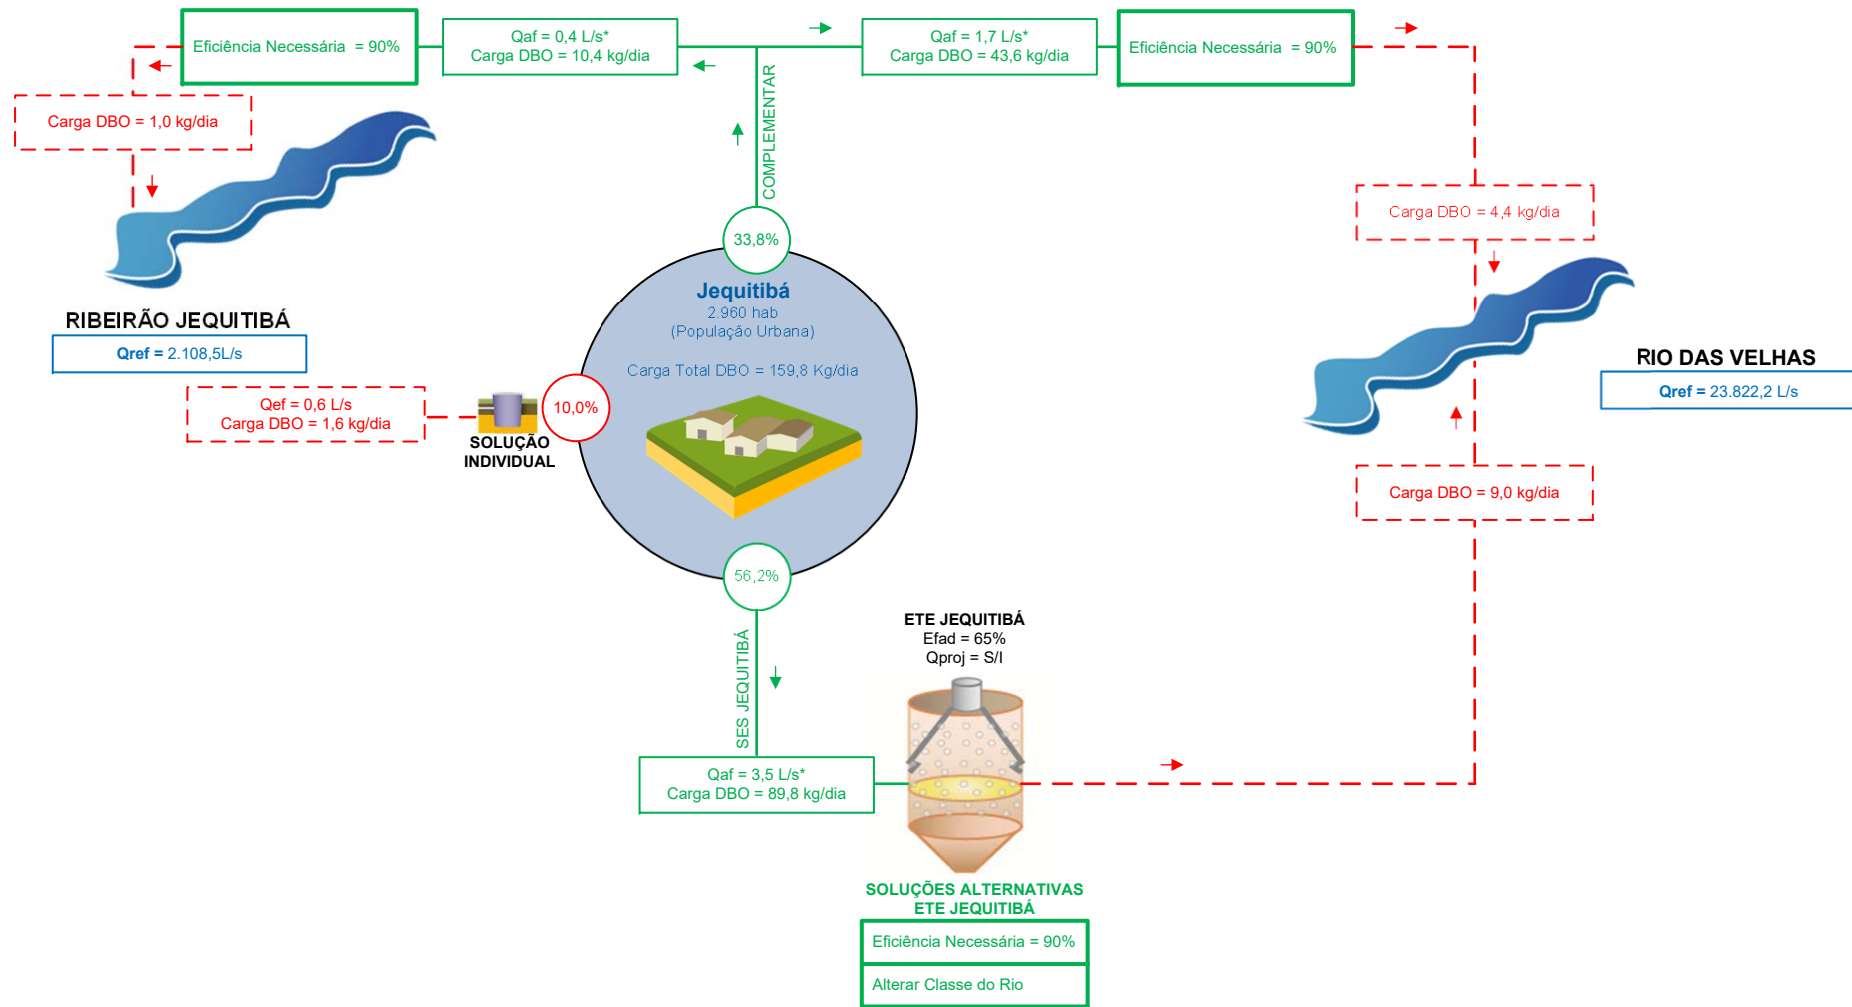 Eficiência Necessária = 90%
Qaf = 0,4 L/s*
Carga DBO = 10,4 kg/dia
Qaf = 1,7 L/s*
Carga DBO = 43,6 kg/dia
Eficiência Necessária = 90%
Carga DBO = 1,0 kg/dia
COMPLEMENTAR
Carga DBO = 4,4 kg/dia
33,8%
Jequitibá
2.960 hab
(População Urbana)
Carga Total DBO = 159,8 Kg/dia
RIBEIRÃO JEQUITIBÁ
Qref = 2.108,5L/s
RIO DAS VELHAS
Qref = 23.822,2 L/s
Qef = 0,6 L/s
Carga DBO = 1,6 kg/dia
10,0%
SOLUÇÃO
INDIVIDUAL
Carga DBO = 9,0 kg/dia
56,2%
SES JEQUITIBÁ
ETE JEQUITIBÁ
Efad = 65%
Qproj = S/I
Qaf = 3,5 L/s*
Carga DBO = 89,8 kg/dia
SOLUÇÕES ALTERNATIVAS
ETE JEQUITIBÁ
Eficiência Necessária = 90%
Alterar Classe do Rio